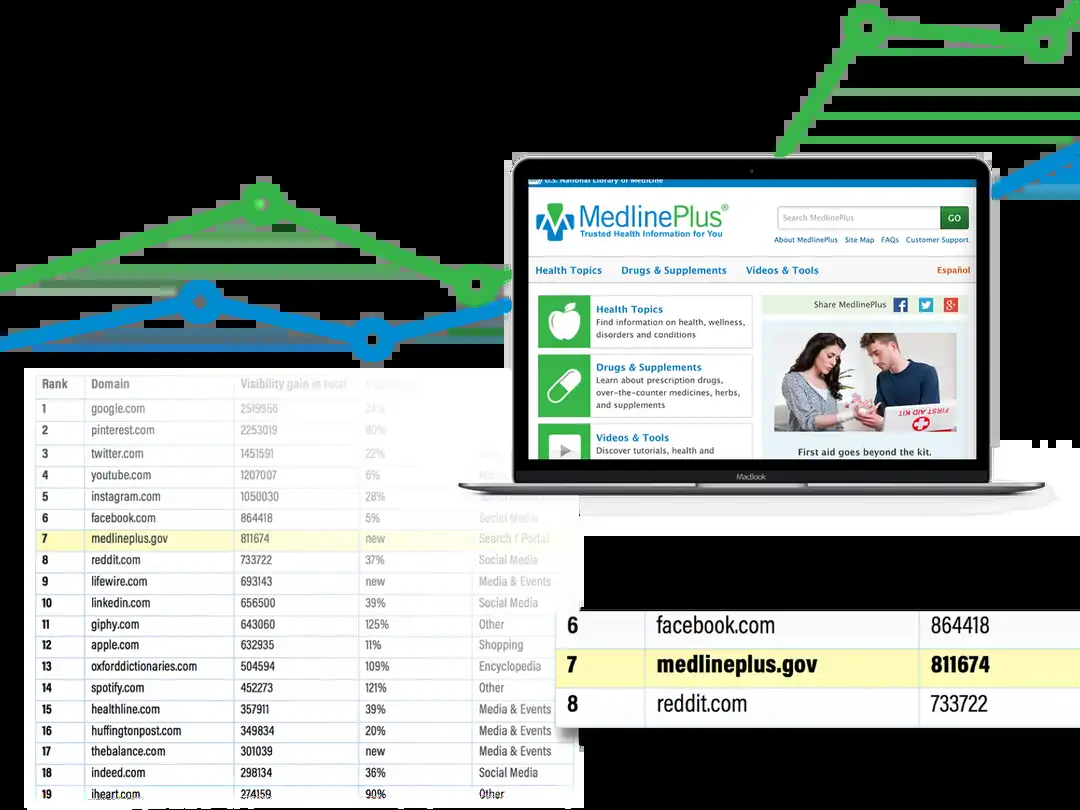 U.S. National Library of Medicine
MedlinePlus®
Trusted Health Information for You
Search MedlinePlus
GO
About MedlinePlus Site Map FAQs Customer Support
Health Topics Drugs & Supplements Videos & Tools Español
Share MedlinePlus
Health Topics
Find information on health, wellness,
disorders and conditions
Drugs & Supplements
Learn about prescription drugs,
over-the-counter medicines, herbs,
and supplements
Videos & Tools
Discover tutorials, health and
FIRST AID KIT
First aid goes beyond the kit.
MacBook
Rank Domain Visibility gain in total
1 google.com 2519956 24%
2 pinterest.com 2253019 80%
3 twitter.com 1451591 22%
4 youtube.com 1207007 6%
5 instagram.com 1050030 28%
6 facebook.com 864418 5% Social Media
7 medlineplus.gov 811674 new Search / Portal
8 reddit.com 733722 37% Social Media
9 lifewire.com 693143 new Media & Events
10 linkedin.com 656500 39% Social Media
11 giphy.com 643060 125% Other
12 apple.com 632935 11% Shopping
13 oxforddictionaries.com 504594 109% Encyclopedia
14 spotify.com 452273 121% Other
15 healthline.com 357911 39% Media & Events
16 huffingtonpost.com 349834 20% Media & Events
17 thebalance.com 301039 new Media & Events
18 indeed.com 298134 36% Social Media
19 iheart.com 274159 90% Other
6 facebook.com 864418
7 medlineplus.gov 811674
8 reddit.com 733722